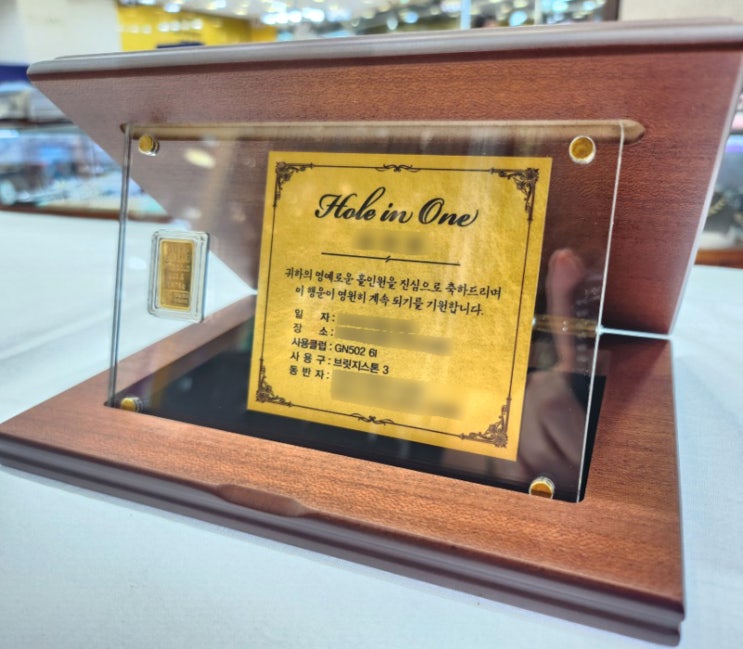 Hole in One
귀하의 영예로운 홀인원을 진심으로 축하드리며
이 행운이 영원히 계속 되기를 기원합니다.
일 자 :
장 소 :
사용클럽 : GN502 6I
사 용 구 : 브릿지스톤 3
동 반 자 :